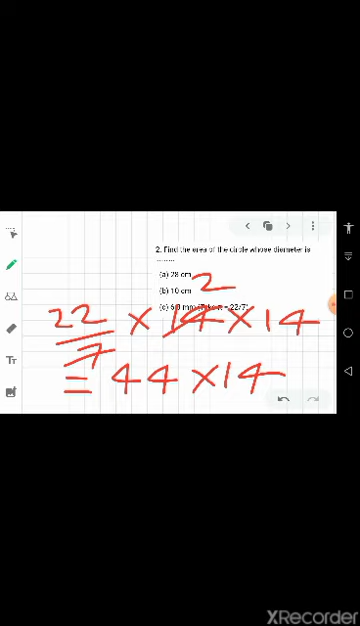 2. Find the area of the circle whose diameter is
.........
(a) 28 cm
2
(b) 10 cm
22/7 × 14 × 14
= 44 × 14
Tт
XRecorder